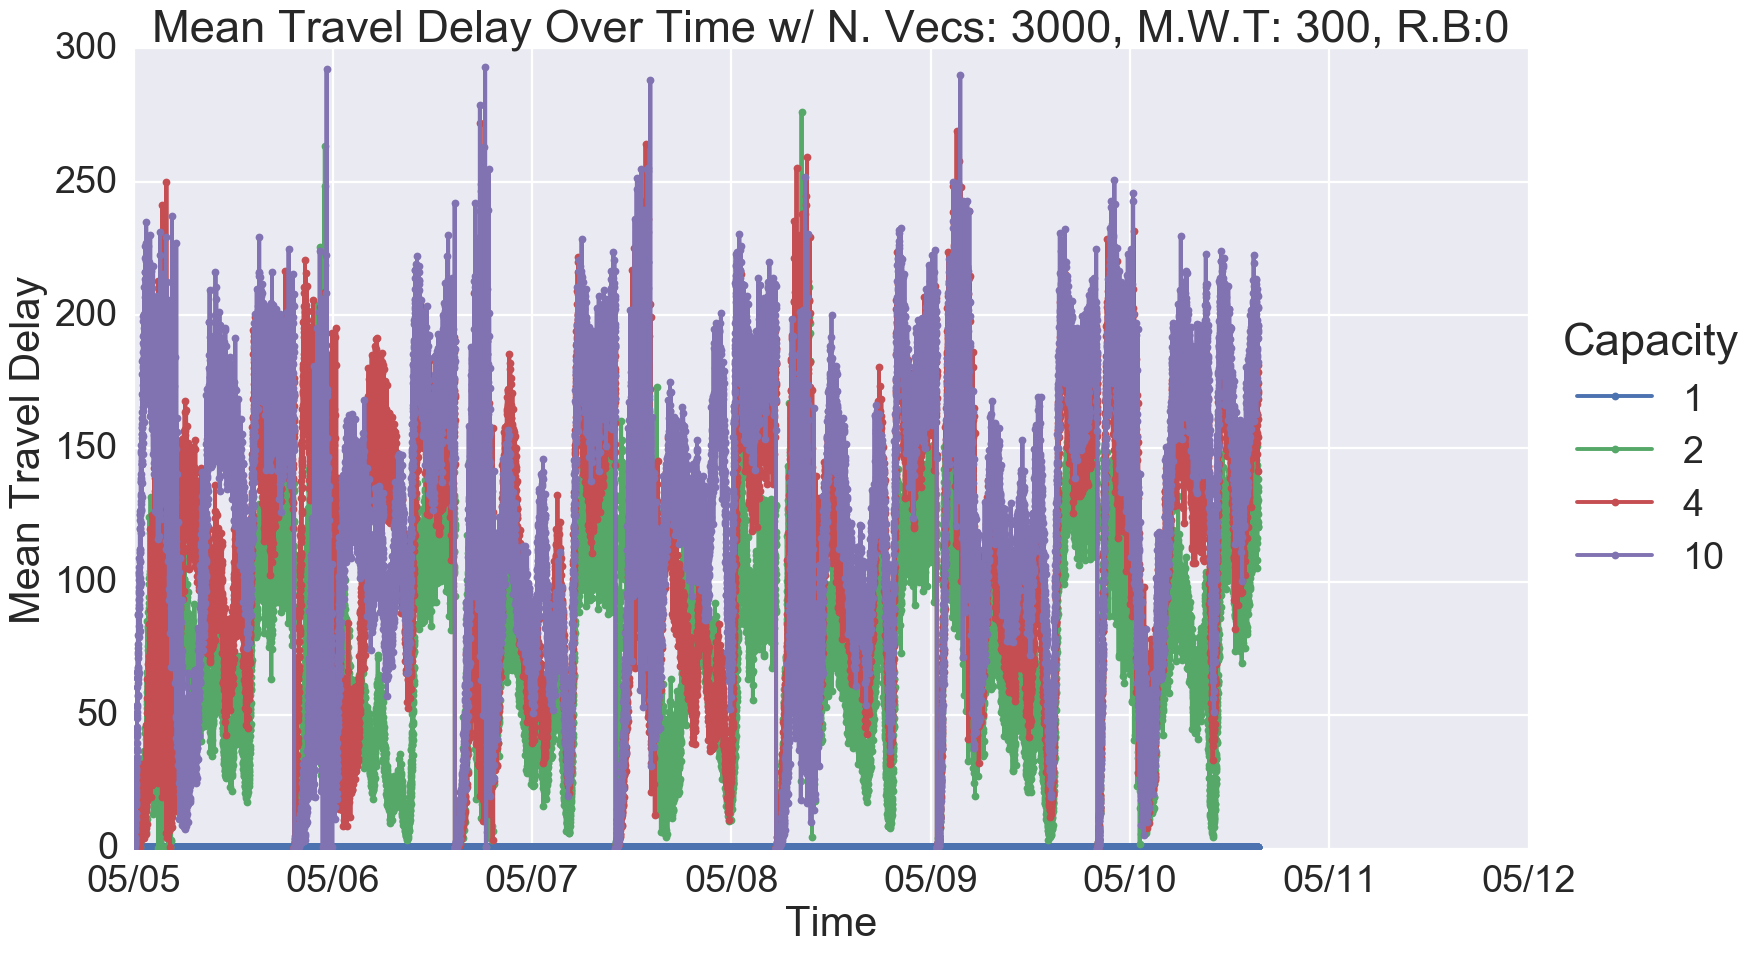 Mean Travel Delay Over Time w/ N. Vecs: 3000, M.W.T: 300, R.B:0
300
250
200
150
100
50
0
Mean Travel Delay
05/05 05/06 05/07 05/08 05/09 05/10 05/11 05/12
Time
Capacity
1
2
4
10